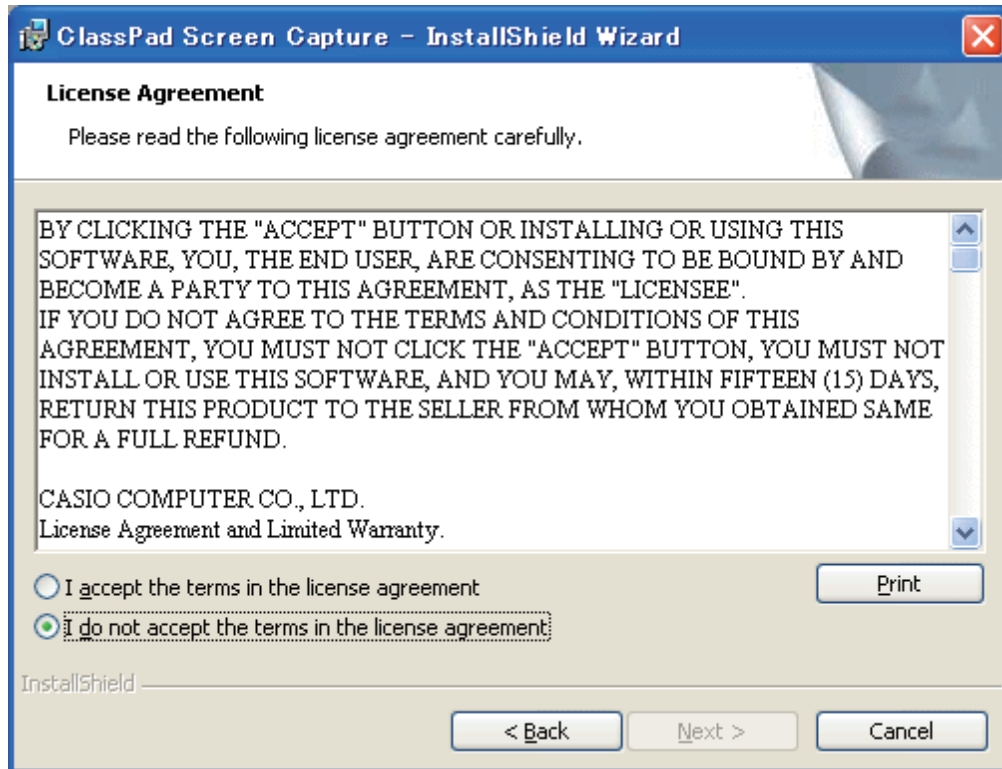 ClassPad Screen Capture - InstallShield Wizard
License Agreement
Please read the following license agreement carefully.
BY CLICKING THE "ACCEPT" BUTTON OR INSTALLING OR USING THIS
SOFTWARE, YOU, THE END USER, ARE CONSENTING TO BE BOUND BY AND
BECOME A PARTY TO THIS AGREEMENT, AS THE "LICENSEE".
IF YOU DO NOT AGREE TO THE TERMS AND CONDITIONS OF THIS
AGREEMENT, YOU MUST NOT CLICK THE "ACCEPT" BUTTON, YOU MUST NOT
INSTALL OR USE THIS SOFTWARE, AND YOU MAY, WITHIN FIFTEEN (15) DAYS,
RETURN THIS PRODUCT TO THE SELLER FROM WHOM YOU OBTAINED SAME
FOR A FULL REFUND.
CASIO COMPUTER CO., LTD.
License Agreement and Limited Warranty.
I accept the terms in the license agreement
Print
I do not accept the terms in the license agreement
InstallShield
< Back
Next >
Cancel